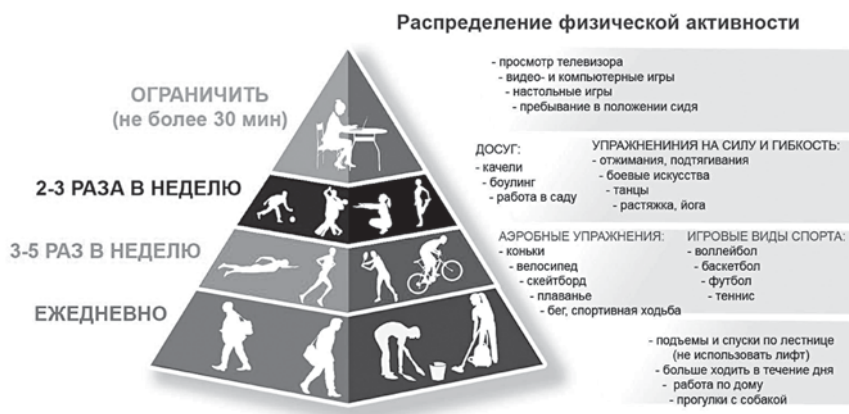 Распределение физической активности
ОГРАНИЧИТЬ
(не более 30 мин)
- просмотр телевизора
- видео- и компьютерные игры
- настольные игры
- пребывание в положении сидя
2-3 РАЗА В НЕДЕЛЮ
ДОСУГ:
- качели
- боулинг
- работа в саду
УПРАЖНЕНИНИЯ НА СИЛУ И ГИБКОСТЬ:
- отжимания, подтягивания
- боевые искусства
- танцы
- растяжка, йога
3-5 РАЗ В НЕДЕЛЮ
АЭРОБНЫЕ УПРАЖНЕНИЯ:
- коньки
- велосипед
- скейтборд
- плаванье
- бег, спортивная ходьба
ИГРОВЫЕ ВИДЫ СПОРТА:
- воллейбол
- баскетбол
- футбол
- теннис
ЕЖЕДНЕВНО
- подъемы и спуски по лестнице
(не использовать лифт)
- больше ходить в течение дня
- работа по дому
- прогулки с собакой